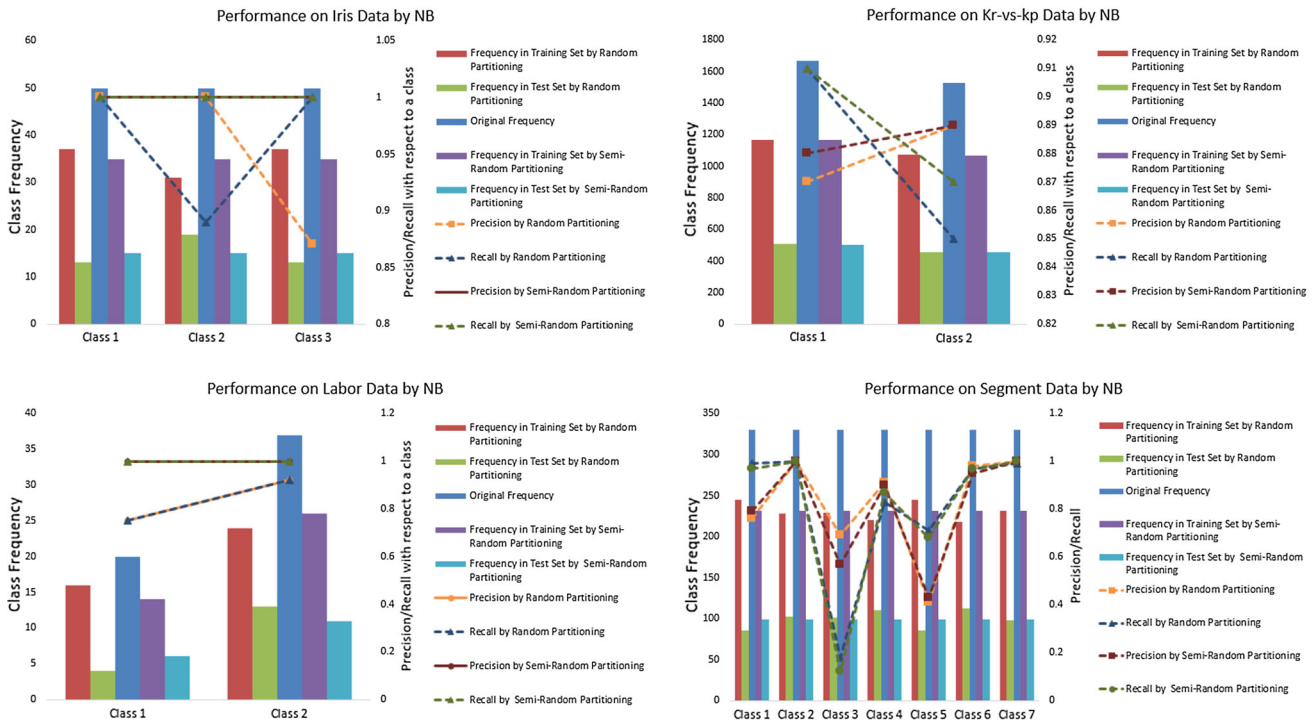 Performance on Iris Data by NB
60
50
40
30
20
10
0
Class Frequency
Class 1
Class 2
Class 3
1.05
1
0.95
0.9
0.85
0.8
Precision/Recall with respect to a class
Frequency in Training Set by Random
Partitioning
Frequency in Test Set by Random
Partitioning
Original Frequency
Frequency in Training Set by Semi-
Random Partitioning
Frequency in Test Set by Semi-Random
Partitioning
Precision by Random Partitioning
Recall by Random Partitioning
Precision by Semi-Random Partitioning
Recall by Semi-Random Partitioning
Performance on Kr-vs-kp Data by NB
1800
1600
1400
1200
1000
800
600
400
200
0
Class Frequency
Class 1
Class 2
0.92
0.91
0.9
0.89
0.88
0.87
0.86
0.85
0.84
0.83
0.82
Precision/Recall with respect to a class
Frequency in Training Set by Random
Partitioning
Frequency in Test Set by Random
Partitioning
Original Frequency
Frequency in Training Set by Semi-
Random Partitioning
Frequency in Test Set by Semi-
Random Partitioning
Precision by Random Partitioning
Recall by Random Partitioning
Precision by Semi-Random Partitioning
Recall by Semi-Random Partitioning
Performance on Labor Data by NB
40
35
30
25
20
15
10
5
0
Class Frequency
Class 1
Class 2
1.2
1
0.8
0.6
0.4
0.2
0
Precision/Recall with respect to a class
Frequency in Training Set by Random
Partitioning
Frequency in Test Set by Random
Partitioning
Original Frequency
Frequency in Training Set by Semi-
Random Partitioning
Frequency in Test Set by Semi-Random
Partitioning
Precision by Random Partitioning
Recall by Random Partitioning
Precision by Semi-Random Partitioning
Recall by Semi-Random Partitioning
Performance on Segment Data by NB
350
300
250
200
150
100
50
0
Class Frequency
Class 1
Class 2
Class 3
Class 4
Class 5
Class 6
Class 7
1.2
1
0.8
0.6
0.4
0.2
0
Precision/Recall
Frequency in Training Set by Random
Partitioning
Frequency in Test Set by Random
Partitioning
Original Frequency
Frequency in Training Set by Semi-
Random Partitioning
Frequency in Test Set by Semi-Random
Partitioning
Precision by Random Partitioning
Recall by Random Partitioning
Precision by Semi-Random Partitioning
Recall by Semi-Random Partitioning